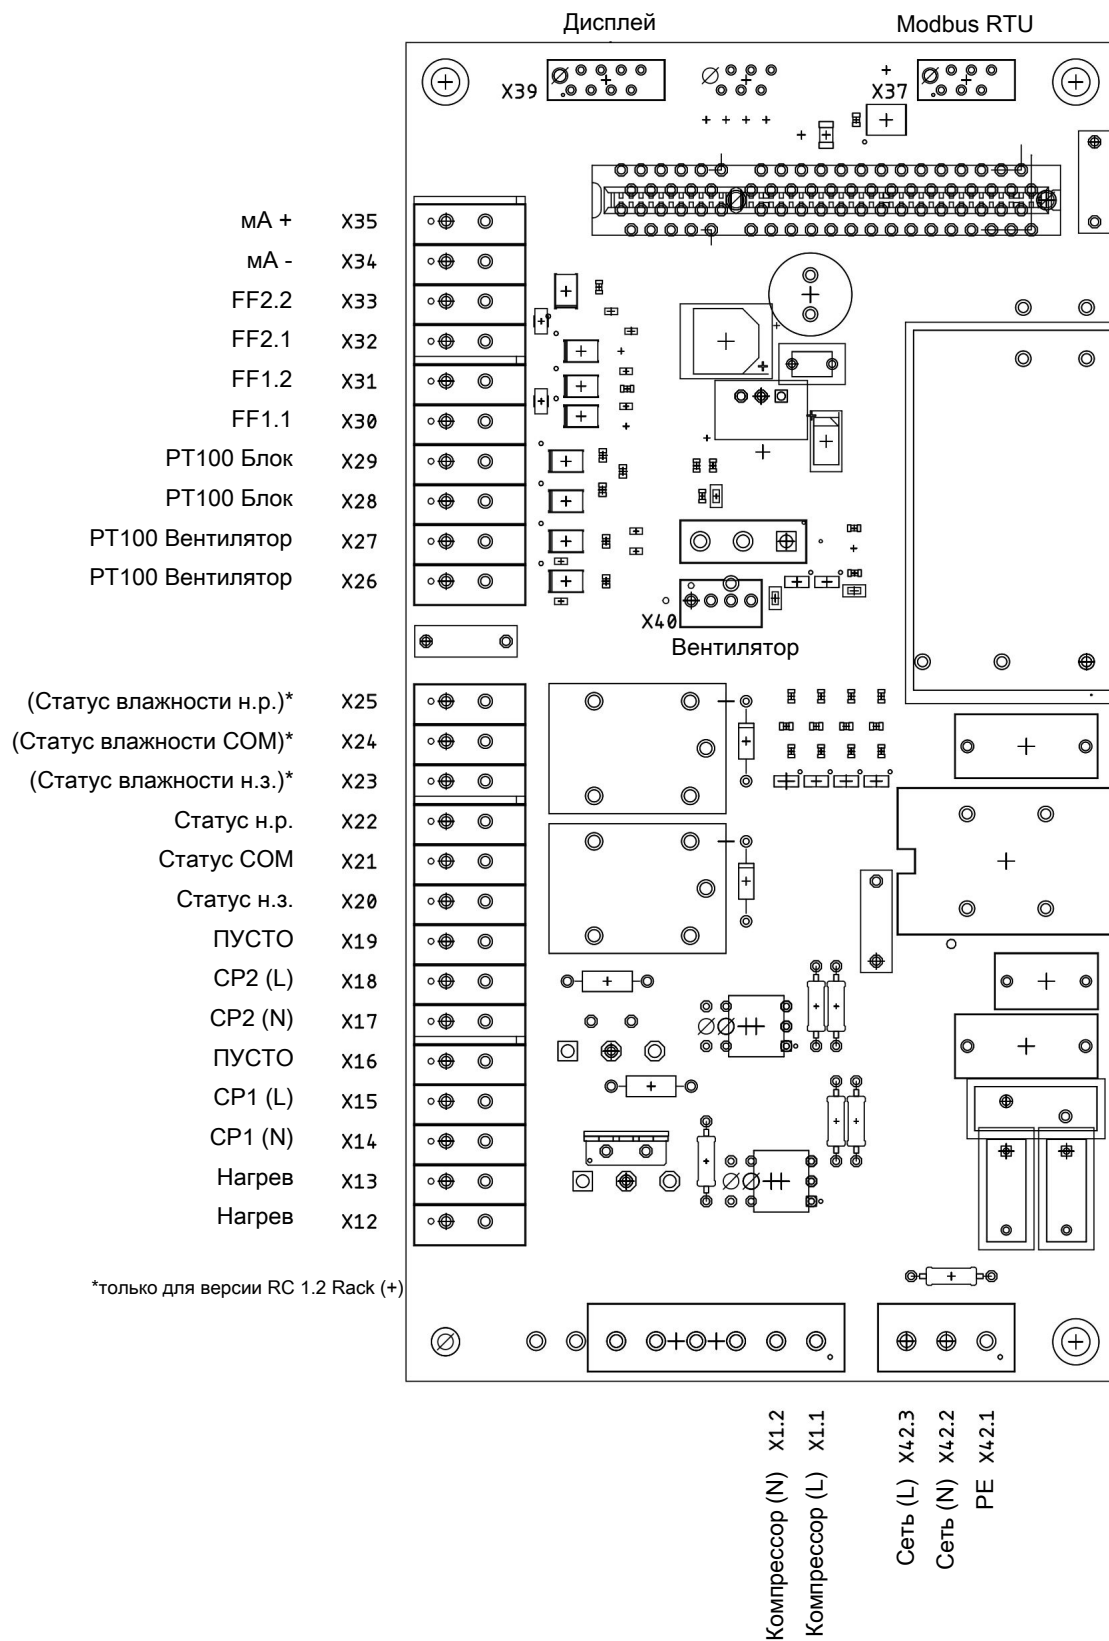 Дисплей
Modbus RTU
X39
X37
мА + X35
мА - X34
FF2.2 X33
FF2.1 X32
FF1.2 X31
FF1.1 X30
PT100 Блок X29
PT100 Блок X28
PT100 Вентилятор X27
PT100 Вентилятор X26
X40
Вентилятор
(Статус влажности н.р.)* X25
(Статус влажности COM)* X24
(Статус влажности н.з.)* X23
Статус н.р. X22
Статус COM X21
Статус н.з. X20
ПУСТО X19
CP2 (L) X18
CP2 (N) X17
ПУСТО X16
CP1 (L) X15
CP1 (N) X14
Нагрев X13
Нагрев X12
*только для версии RC 1.2 Rack (+)
Компрессор (N) X1.2
Компрессор (L) X1.1
Сеть (L) X42.3
Сеть (N) X42.2
PE X42.1